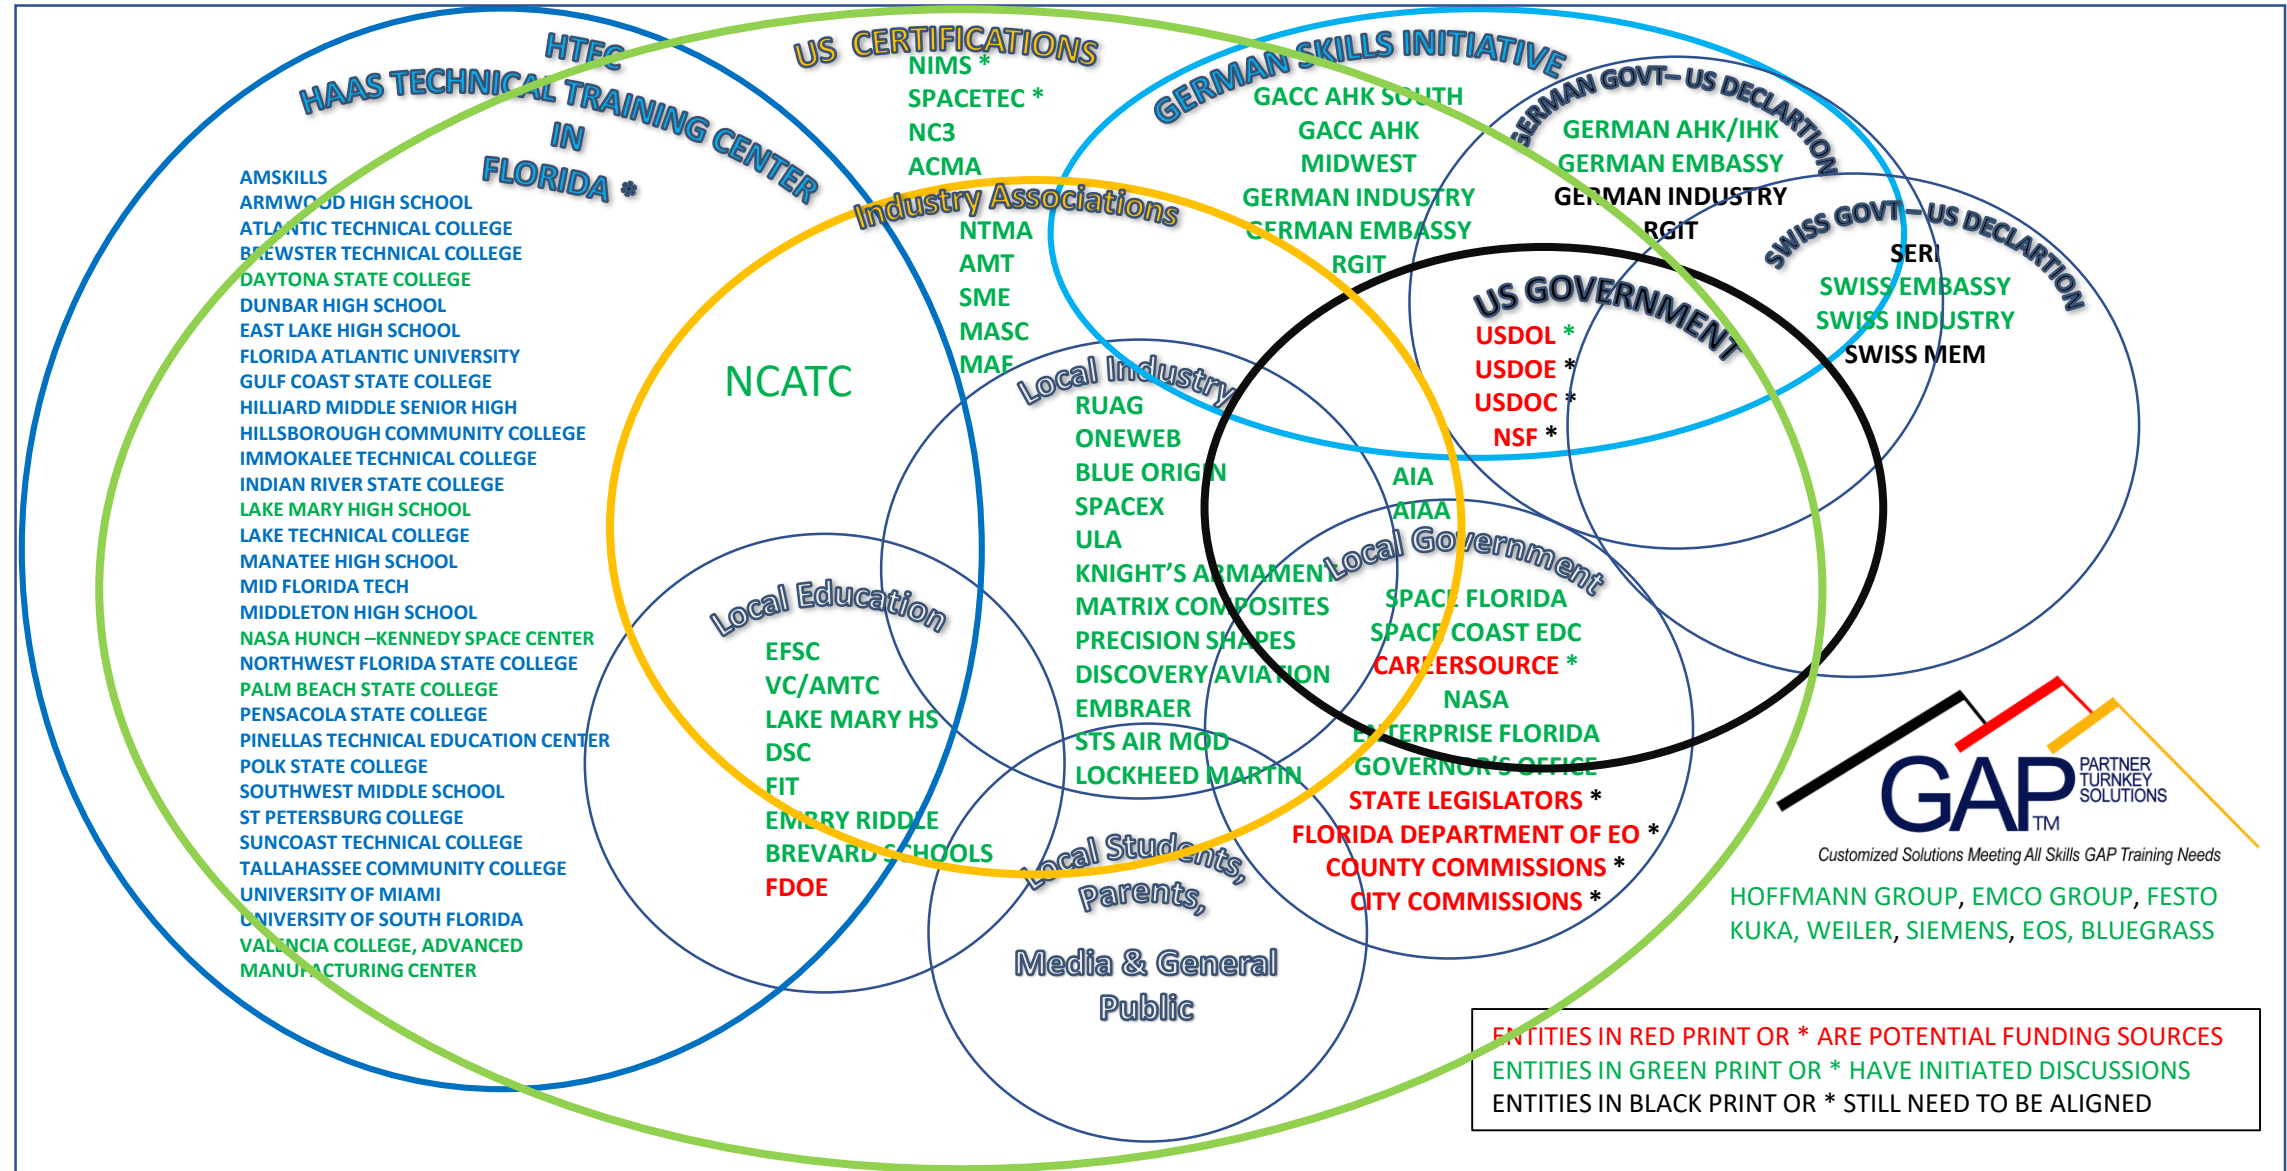 HTEC
HAAS TECHNICAL TRAINING CENTER
IN
FLORIDA *
AMSKILLS
ARMWOOD HIGH SCHOOL
ATLANTIC TECHNICAL COLLEGE
BREWSTER TECHNICAL COLLEGE
DAYTONA STATE COLLEGE
DUNBAR HIGH SCHOOL
EAST LAKE HIGH SCHOOL
FLORIDA ATLANTIC UNIVERSITY
GULF COAST STATE COLLEGE
HILLIARD MIDDLE SENIOR HIGH
HILLSBOROUGH COMMUNITY COLLEGE
IMMOKALEE TECHNICAL COLLEGE
INDIAN RIVER STATE COLLEGE
LAKE MARY HIGH SCHOOL
LAKE TECHNICAL COLLEGE
MANATEE HIGH SCHOOL
MID FLORIDA TECH
MIDDLETON HIGH SCHOOL
NASA HUNCH –KENNEDY SPACE CENTER
NORTHWEST FLORIDA STATE COLLEGE
PALM BEACH STATE COLLEGE
PENSACOLA STATE COLLEGE
PINELLAS TECHNICAL EDUCATION CENTER
POLK STATE COLLEGE
SOUTHWEST MIDDLE SCHOOL
ST PETERSBURG COLLEGE
SUNCOAST TECHNICAL COLLEGE
TALLAHASSEE COMMUNITY COLLEGE
UNIVERSITY OF MIAMI
UNIVERSITY OF SOUTH FLORIDA
VALENCIA COLLEGE, ADVANCED
MANUFACTURING CENTER
US CERTIFICATIONS
NIMS *
SPACETEC *
NC3
ACMA
Industry Associations
NTMA
AMT
SME
MASC
MAF
NCATC
Local Industry
RUAG
ONEWEB
BLUE ORIGIN
SPACEX
ULA
KNIGHT'S ARMAMENT
MATRIX COMPOSITES
PRECISION SHAPES
DISCOVERY AVIATION
EMBRAER
STS AIR MOD
LOCKHEED MARTIN
Local Education
EFSC
VC/AMTC
LAKE MARY HS
DSC
FIT
EMBRY RIDDLE
BREVARD SCHOOLS
FDOE
Local Students,
Parents,
Media & General
Public
GERMAN SKILLS INITIATIVE
GACC AHK SOUTH
GACC AHK
MIDWEST
GERMAN INDUSTRY
GERMAN EMBASSY
RGIT
GERMAN GOVT– US DECLARTION
GERMAN AHK/IHK
GERMAN EMBASSY
GERMAN INDUSTRY
RGIT
SWISS GOVT – US DECLARTION
SERI
SWISS EMBASSY
SWISS INDUSTRY
SWISS MEM
US GOVERNMENT
USDOL *
USDOE *
USDOC *
NSF *
AIA
AIAA
Local Government
SPACE FLORIDA
SPACE COAST EDC
CAREERSOURCE *
NASA
ENTERPRISE FLORIDA
GOVERNOR'S OFFICE
STATE LEGISLATORS *
FLORIDA DEPARTMENT OF EO *
COUNTY COMMISSIONS *
CITY COMMISSIONS *
GAP TM PARTNER
TURNKEY
SOLUTIONS
Customized Solutions Meeting All Skills GAP Training Needs
HOFFMANN GROUP, EMCO GROUP, FESTO
KUKA, WEILER, SIEMENS, EOS, BLUEGRASS
ENTITIES IN RED PRINT OR * ARE POTENTIAL FUNDING SOURCES
ENTITIES IN GREEN PRINT OR * HAVE INITIATED DISCUSSIONS
ENTITIES IN BLACK PRINT OR * STILL NEED TO BE ALIGNED